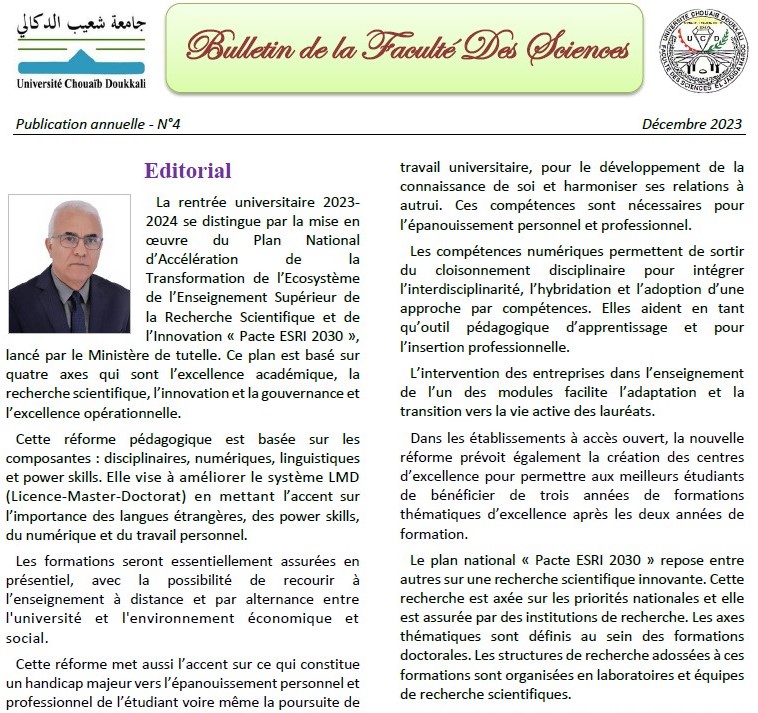 جامعة شعيب الدكالي
Université Chouaïb Doukkali
Bulletin de la Faculté Des Sciences
UNIVERSITÉ CHOUAÏB DOUKKALI
UCD
FACULTÉ DES SCIENCES EL JADIDA MAROC
Publication annuelle - N°4
Décembre 2023
Editorial
La rentrée universitaire 2023-
2024 se distingue par la mise en
œuvre du Plan National
d’Accélération de la
Transformation de l’Ecosystème
de l’Enseignement Supérieur de
la Recherche Scientifique et de
l’Innovation « Pacte ESRI 2030 »,
lancé par le Ministère de tutelle. Ce plan est basé sur
quatre axes qui sont l’excellence académique, la
recherche scientifique, l’innovation et la gouvernance et
l’excellence opérationnelle.
Cette réforme pédagogique est basée sur les
composantes : disciplinaires, numériques, linguistiques
et power skills. Elle vise à améliorer le système LMD
(Licence-Master-Doctorat) en mettant l’accent sur
l’importance des langues étrangères, des power skills,
du numérique et du travail personnel.
Les formations seront essentiellement assurées en
présentiel, avec la possibilité de recourir à
l’enseignement à distance et par alternance entre
l'université et l'environnement économique et
social.
Cette réforme met aussi l’accent sur ce qui constitue
un handicap majeur vers l’épanouissement personnel et
professionnel de l’étudiant voire même la poursuite de
travail universitaire, pour le développement de la
connaissance de soi et harmoniser ses relations à
autrui. Ces compétences sont nécessaires pour
l’épanouissement personnel et professionnel.
Les compétences numériques permettent de sortir
du cloisonnement disciplinaire pour intégrer
l’interdisciplinarité, l’hybridation et l’adoption d’une
approche par compétences. Elles aident en tant
qu’outil pédagogique d’apprentissage et pour
l’insertion professionnelle.
L’intervention des entreprises dans l’enseignement
de l’un des modules facilite l’adaptation et la
transition vers la vie active des lauréats.
Dans les établissements à accès ouvert, la nouvelle
réforme prévoit également la création des centres
d’excellence pour permettre aux meilleurs étudiants
de bénéficier de trois années de formations
thématiques d’excellence après les deux années de
formation.
Le plan national « Pacte ESRI 2030 » repose entre
autres sur une recherche scientifique innovante. Cette
recherche est axée sur les priorités nationales et elle
est assurée par des institutions de recherche. Les axes
thématiques sont définis au sein des formations
doctorales. Les structures de recherche adossées à ces
formations sont organisées en laboratoires et équipes
de recherche scientifiques.